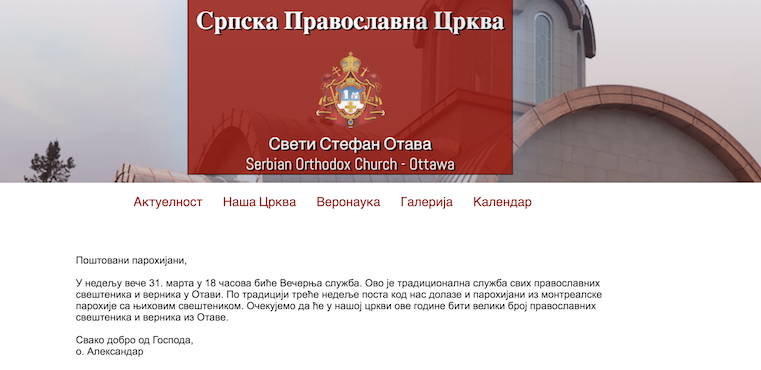 Српска Православна Црква
Свети Стефан Отава
Serbian Orthodox Church - Ottawa
Актуелност Наша Црква Веронаука Галерија Календар
Поштовани парохијани,
У недељу вече 31. марта у 18 часова биће Вечерња служба. Ово је традиционална служба свих православних
свештеника и верника у Отави. По традицији треће недеље поста код нас долазе и парохијани из монтреалске
парохије са њиховим свештеником. Очекујемо да ће у нашој цркви ове године бити велики број православних
свештеника и верника из Отаве.
Свако добро од Господа,
о. Александар